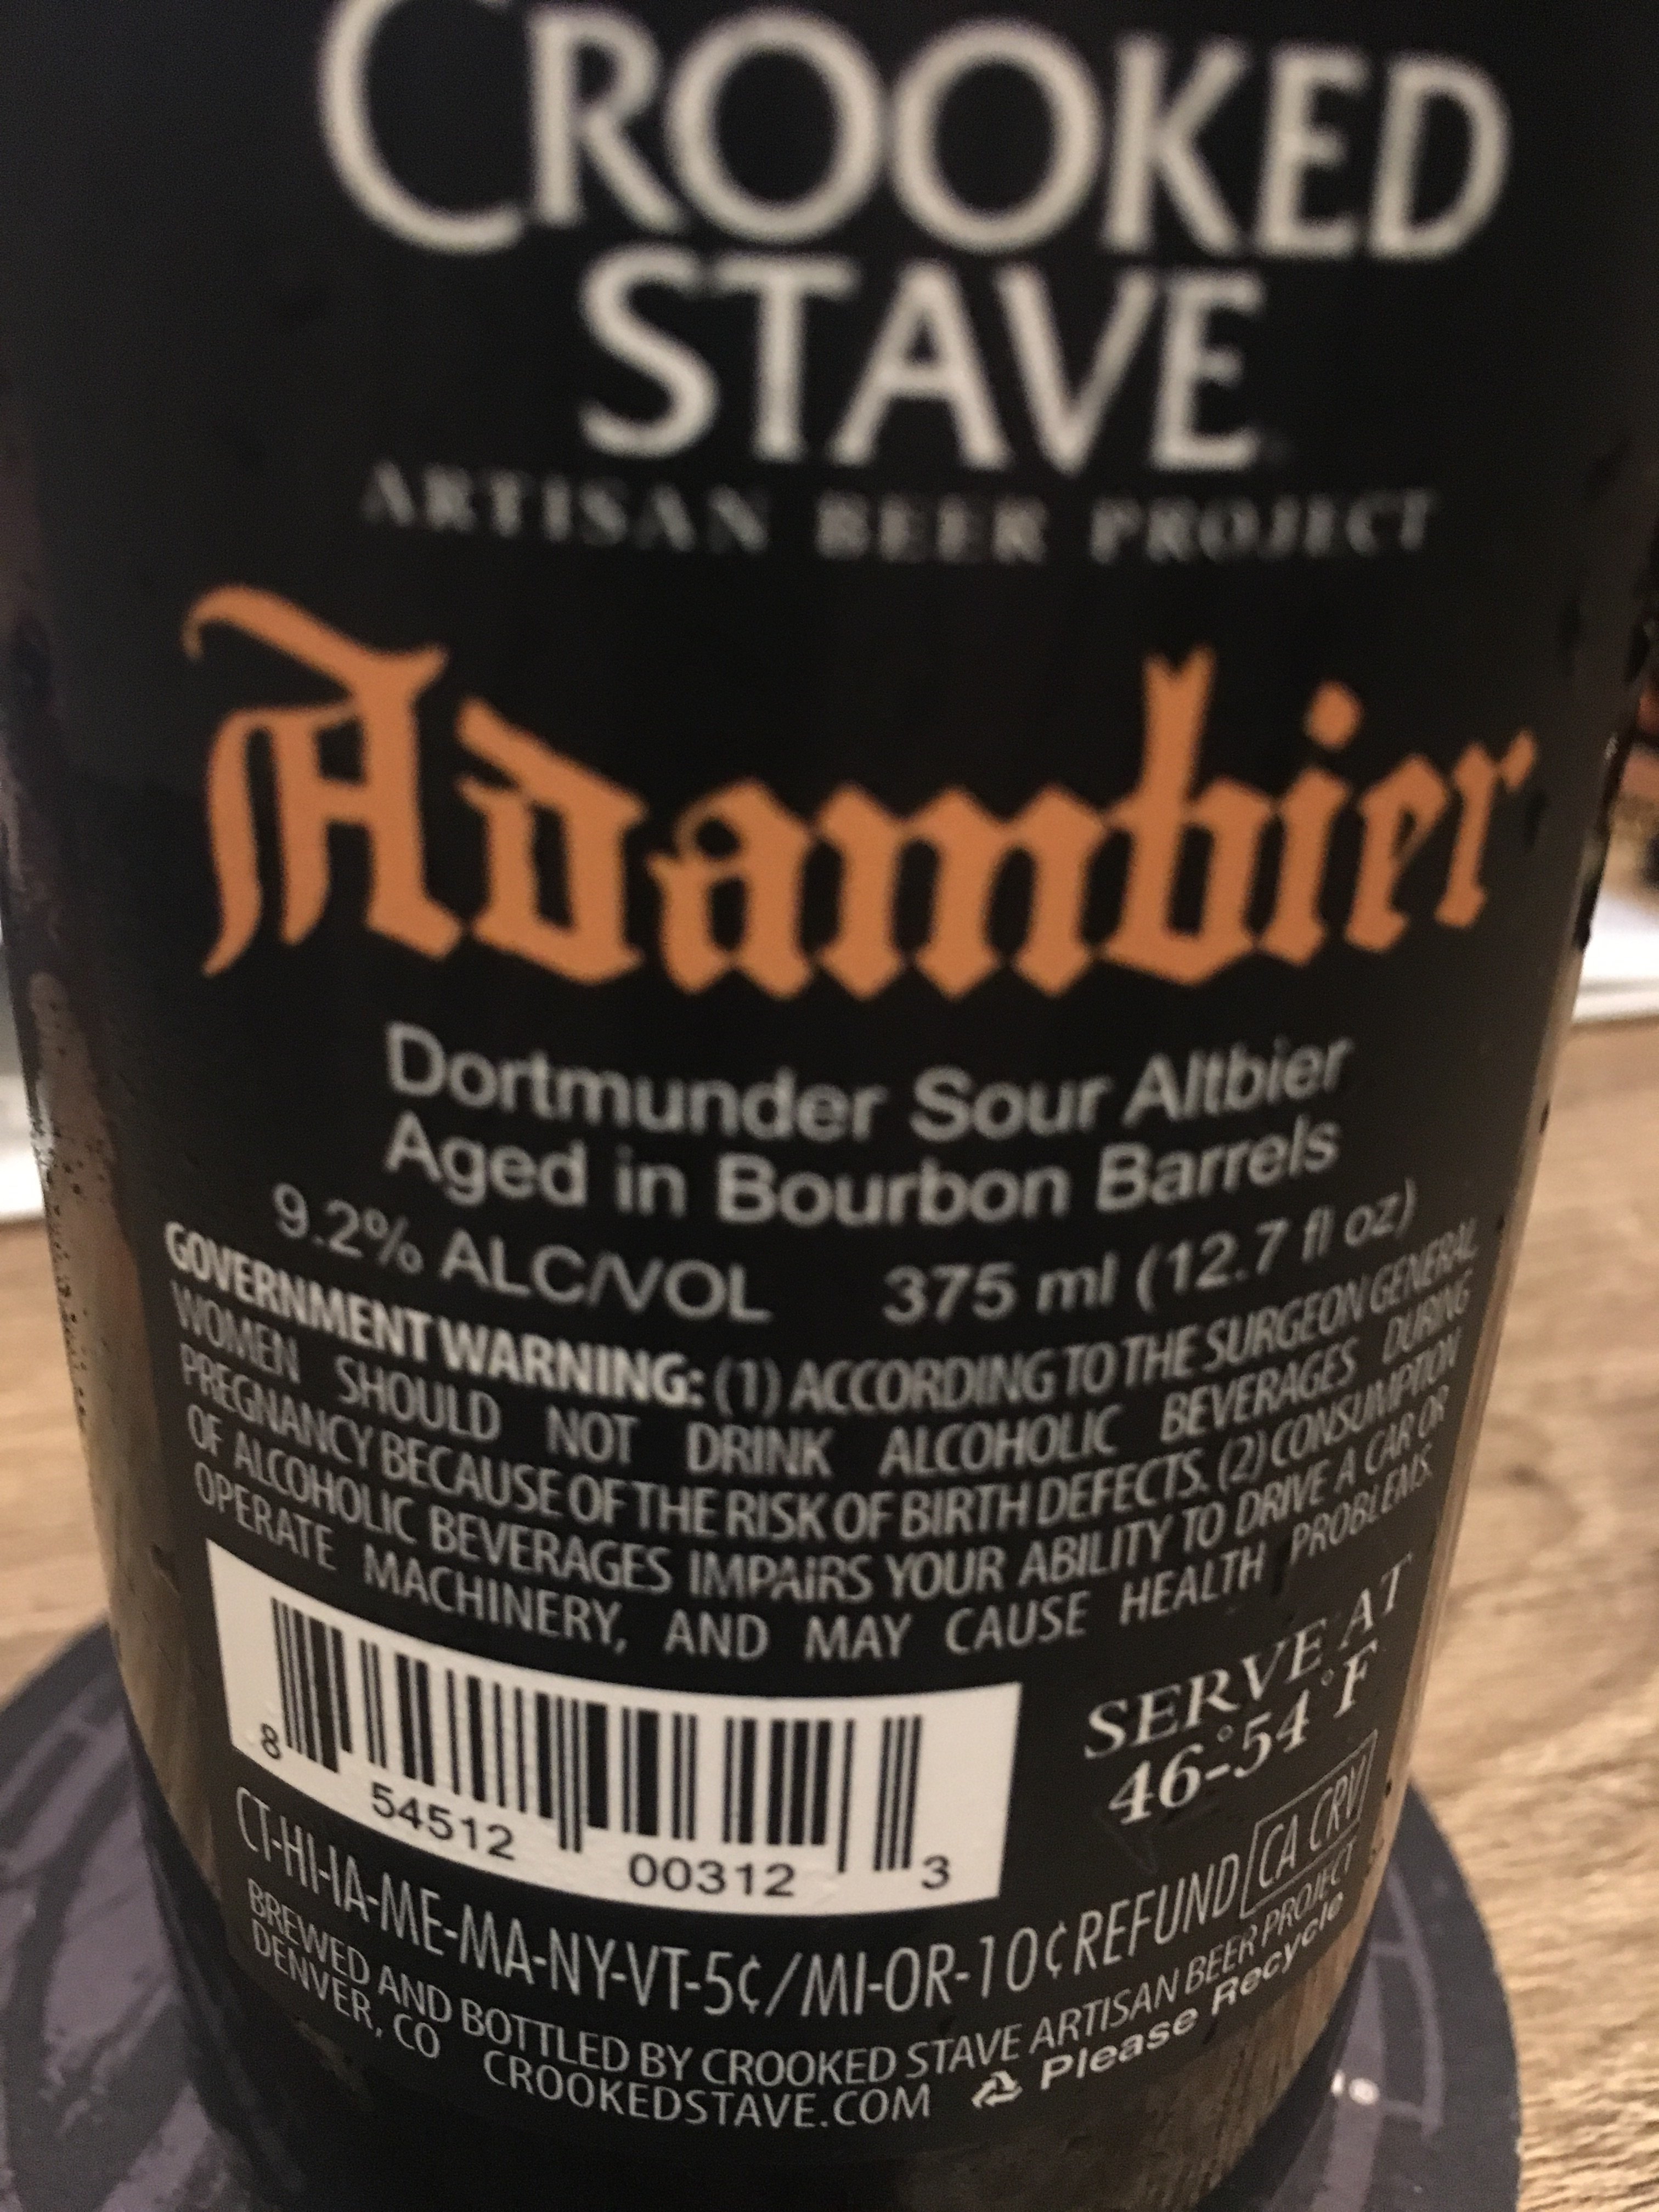 CROOKED
STAVE
ARTISAN BEER PROJECT
Adambier
Dortmunder Sour Altbier
Aged in Bourbon Barrels
9.2% ALC/VOL 375 ml (12.7 fl oz)
GOVERNMENT WARNING: (1) ACCORDING TO THE SURGEON GENERAL
WOMEN SHOULD NOT DRINK ALCOHOLIC BEVERAGES DURING
PREGNANCY BECAUSE OF THE RISK OF BIRTH DEFECTS. (2) CONSUMPTION
OF ALCOHOLIC BEVERAGES IMPAIRS YOUR ABILITY TO DRIVE A CAR OR
OPERATE MACHINERY, AND MAY CAUSE HEALTH PROBLEMS.
SERVE AT
46°-54°F
8 54512 00312 3
CT-HI-IA-ME-MA-NY-VT-5¢/MI-OR-10¢ REFUND CA CRV
BREWED AND BOTTLED BY CROOKED STAVE ARTISAN BEER PROJECT
DENVER, CO CROOKEDSTAVE.COM Please Recycle